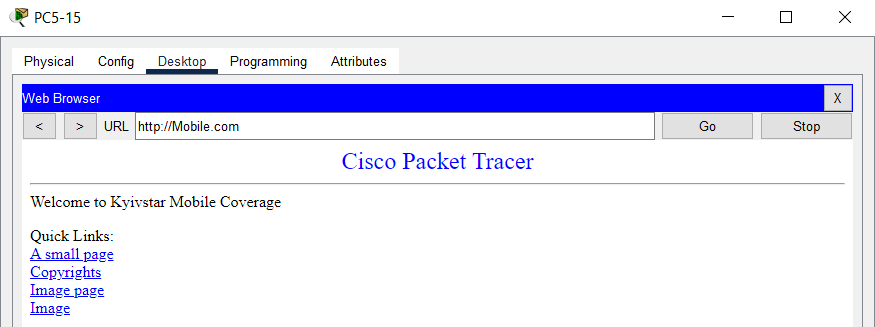 PC5-15
Physical Config Desktop Programming Attributes
Web Browser X
< > URL http://Mobile.com Go Stop
Cisco Packet Tracer
Welcome to Kyivstar Mobile Coverage
Quick Links:
A small page
Copyrights
Image page
Image